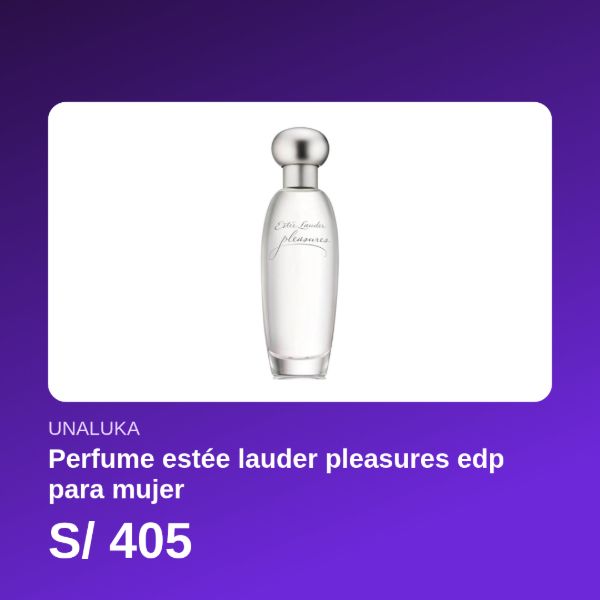 Estée Lauder
pleasures
UNALUKA
Perfume estée lauder pleasures edp
para mujer
S/ 405